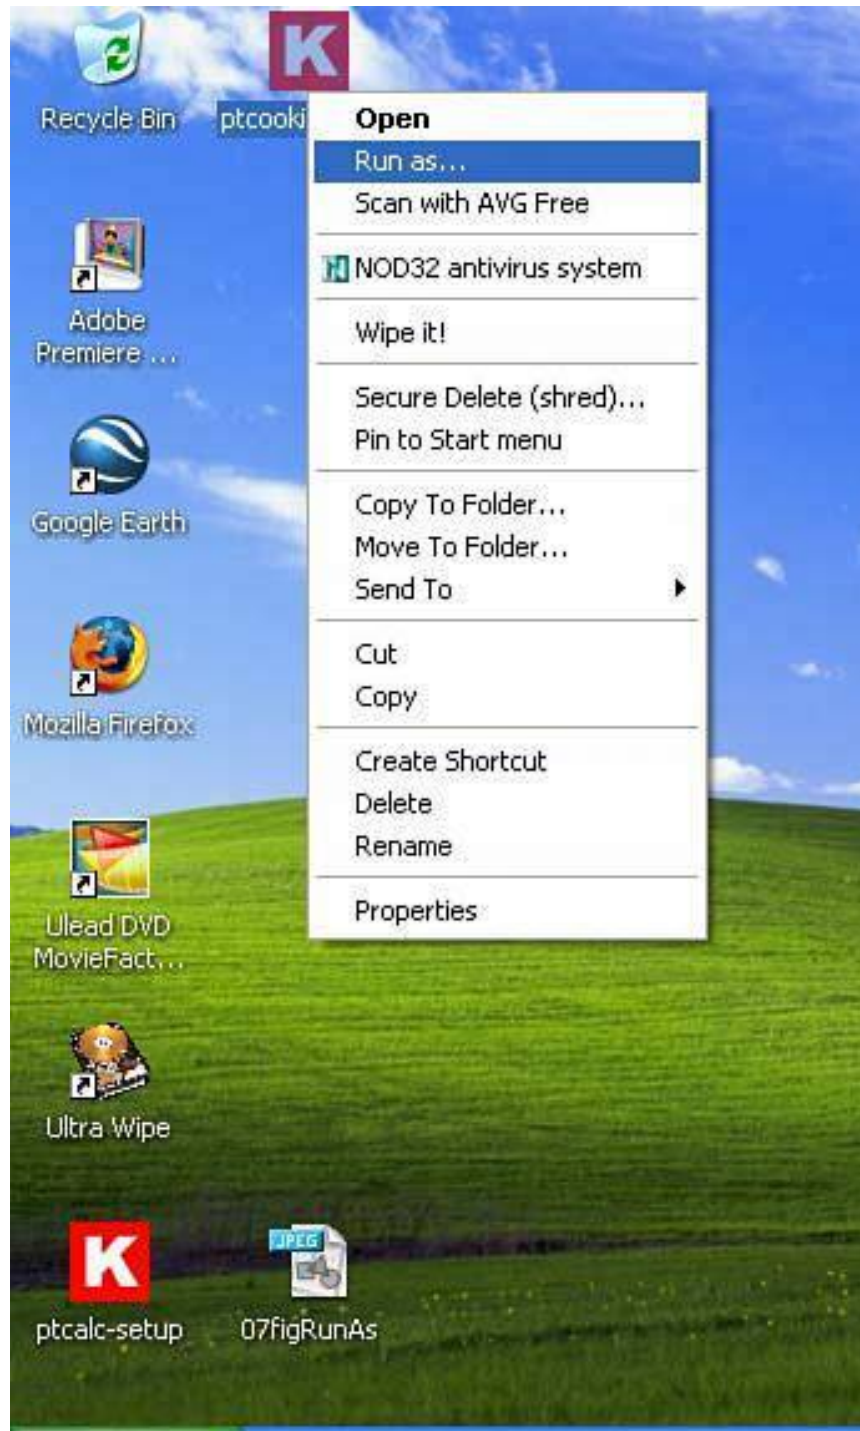 K
Recycle Bin
ptcooki
Open
Run as...
Scan with AVG Free
NOD32 antivirus system
Wipe it!
Secure Delete (shred)...
Pin to Start menu
Copy To Folder...
Move To Folder...
Send To
Cut
Copy
Create Shortcut
Delete
Rename
Properties
Adobe
Premiere ...
Google Earth
Mozilla Firefox
Ulead DVD
MovieFact...
Ultra Wipe
K
ptcalc-setup
JPEG
07figRunAs